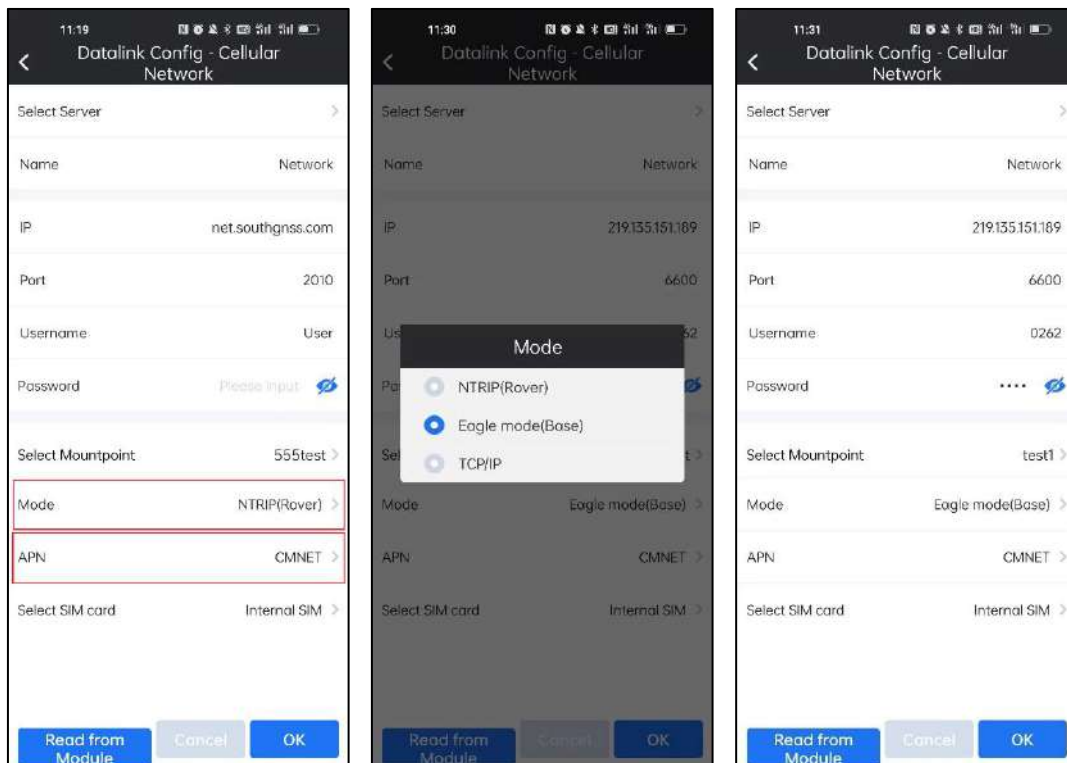 11:19
Datalink Config - Cellular
Network
Select Server
Name Network
IP net.southgnss.com
Port 2010
Username User
Password Please Input
Select Mountpoint 555test
Mode NTRIP(Rover)
APN CMNET
Select SIM card Internal SIM
Read from
Module
Cancel
OK
11:30
Datalink Config - Cellular
Network
Select Server
Name Network
IP 219.135.151.189
Port 6600
Us 62
Mode
Pa
NTRIP(Rover)
Eagle mode(Base)
Sel t
TCP/IP
Mode Eagle mode(Base)
APN CMNET
Select SIM card Internal SIM
Read from
Module
Cancel
OK
11:31
Datalink Config - Cellular
Network
Select Server
Name Network
IP 219.135.151.189
Port 6600
Username 0262
Password ····
Select Mountpoint test1
Mode Eagle mode(Base)
APN CMNET
Select SIM card Internal SIM
Read from
Module
Cancel
OK